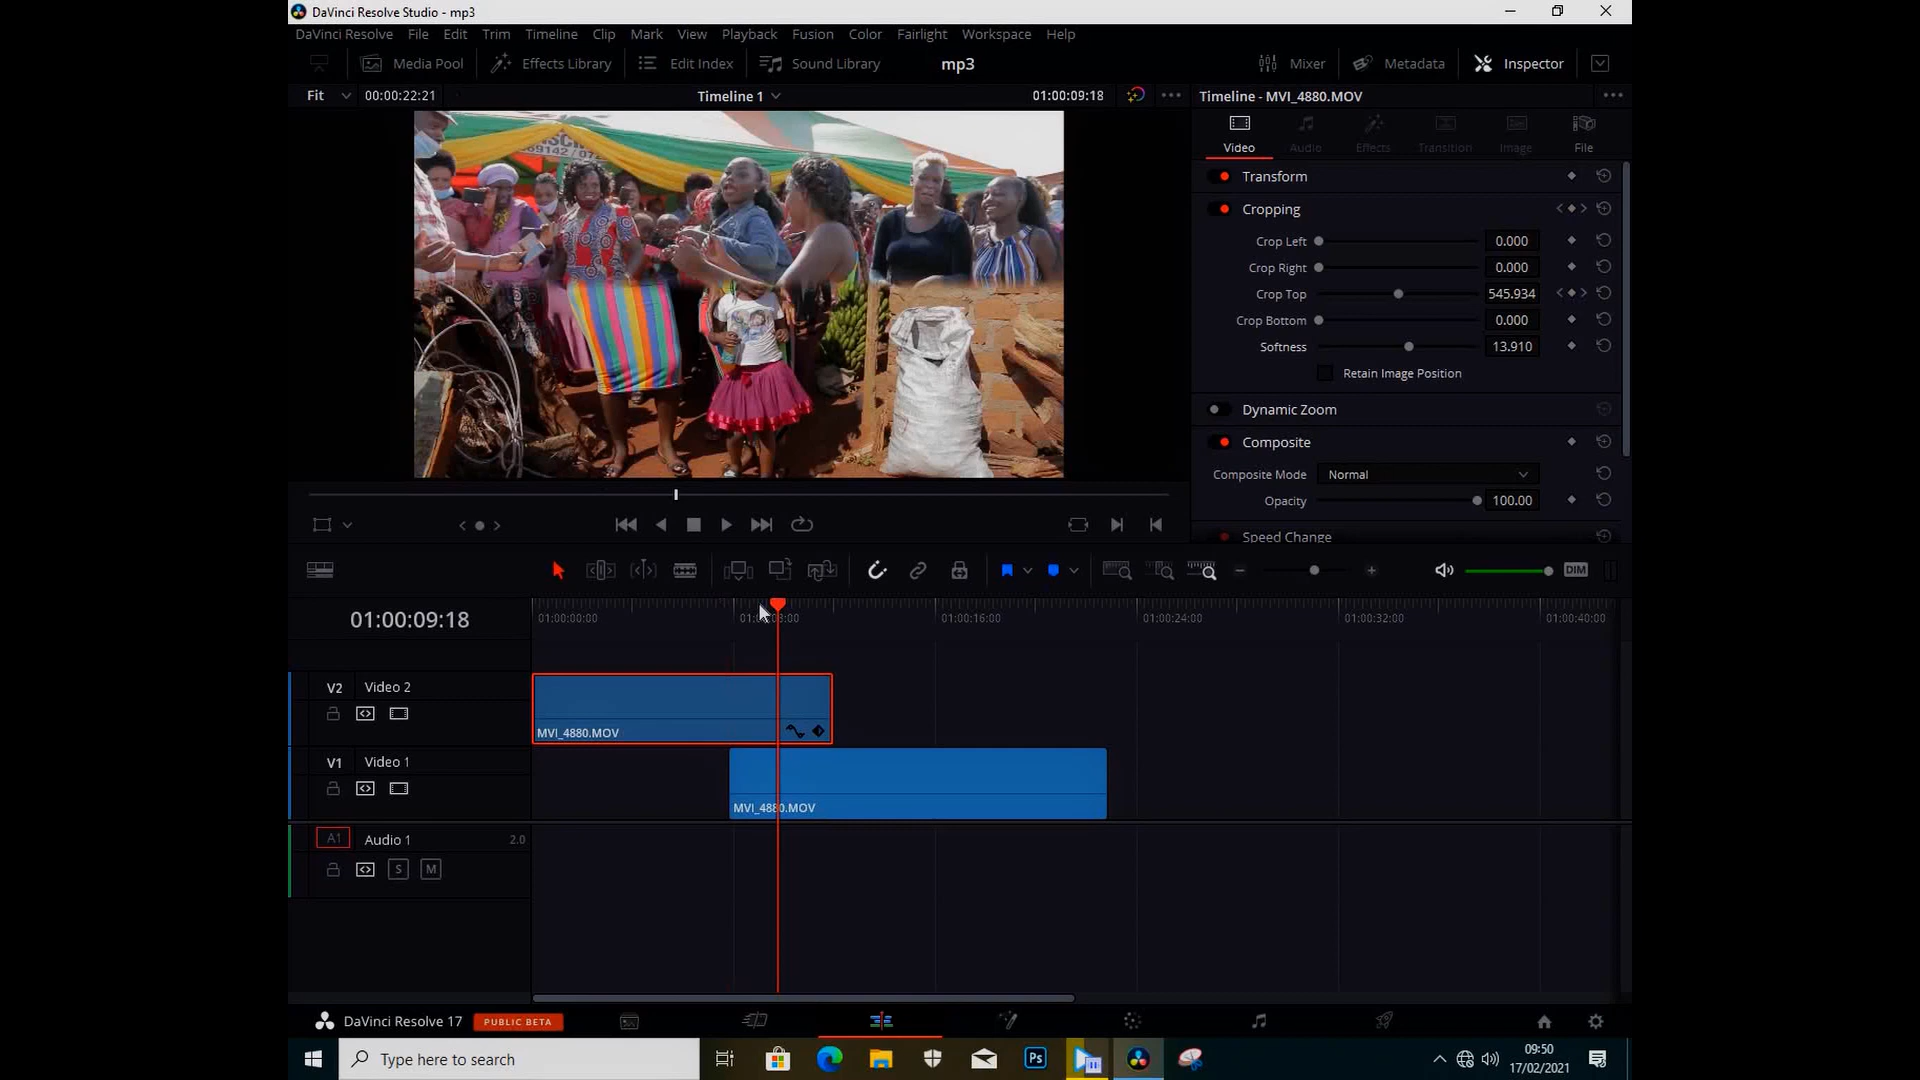 DaVinci Resolve Studio - mp3
DaVinci Resolve File Edit Trim Timeline Clip Mark View Playback Fusion Color Fairlight Workspace Help
Media Pool Effects Library Edit Index Sound Library mp3 Mixer Metadata Inspector
Fit 00:00:22:21 Timeline 1 01:00:09:18 Timeline - MVI_4880.MOV
Video Audio Effects Transition Image File
69142 / 072
Transform
Cropping
Crop Left 0.000
Crop Right 0.000
Crop Top 545.934
Crop Bottom 0.000
Softness 13.910
Retain Image Position
Dynamic Zoom
Composite
Composite Mode Normal
Opacity 100.00
Speed Change
DIM
01:00:09:18
01:00:00:00 01:00:08:00 01:00:16:00 01:00:24:00 01:00:32:00 01:00:40:00
V2 Video 2
MVI_4880.MOV
V1 Video 1
MVI_4880.MOV
A1 Audio 1 2.0
S M
DaVinci Resolve 17 PUBLIC BETA
Type here to search
Ps
09:50
17/02/2021